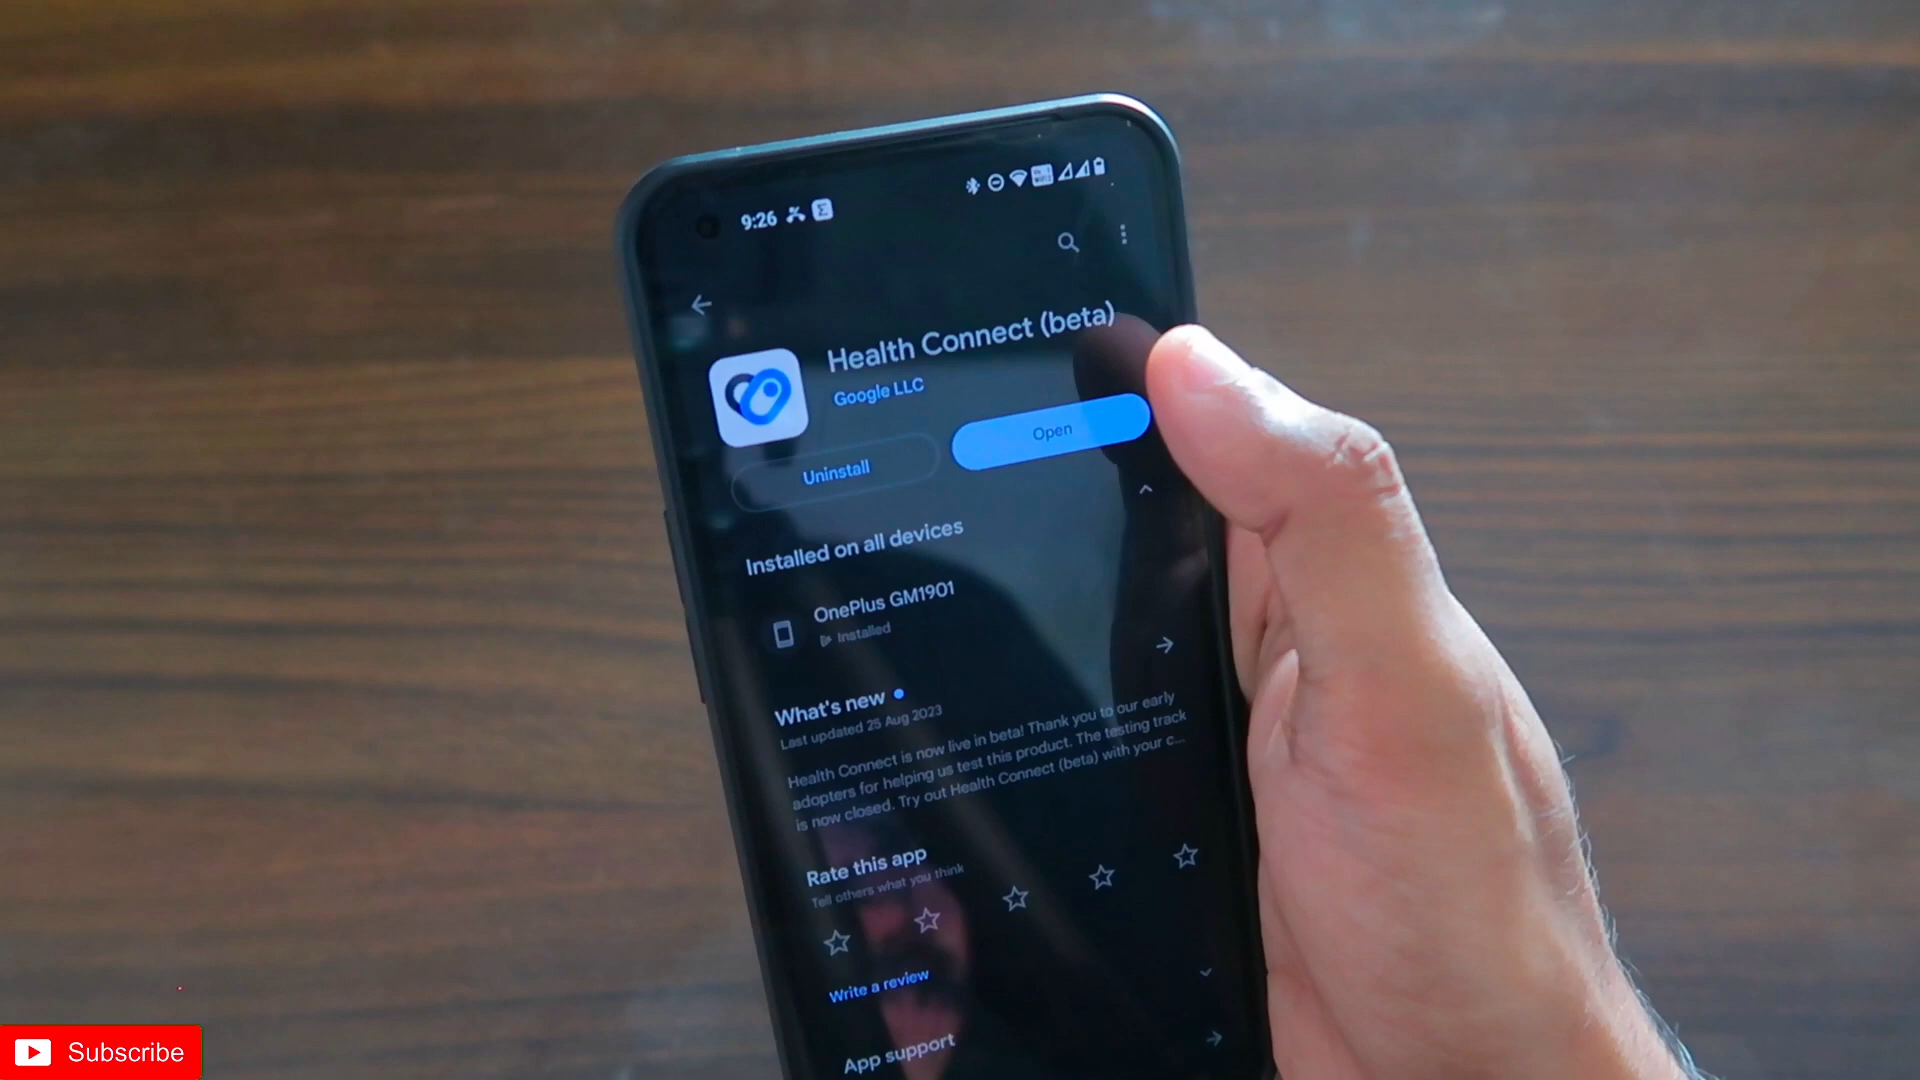 9:26
Health Connect (beta)
Google LLC
Uninstall
Open
Installed on all devices
OnePlus GM1901
Installed
What's new
Last updated 25 Aug 2023
Health Connect is now live in beta! Thank you to our early
adopters for helping us test this product. The testing track
is now closed. Try out Health Connect (beta) with your c...
Rate this app
Tell others what you think
Write a review
App support
Subscribe